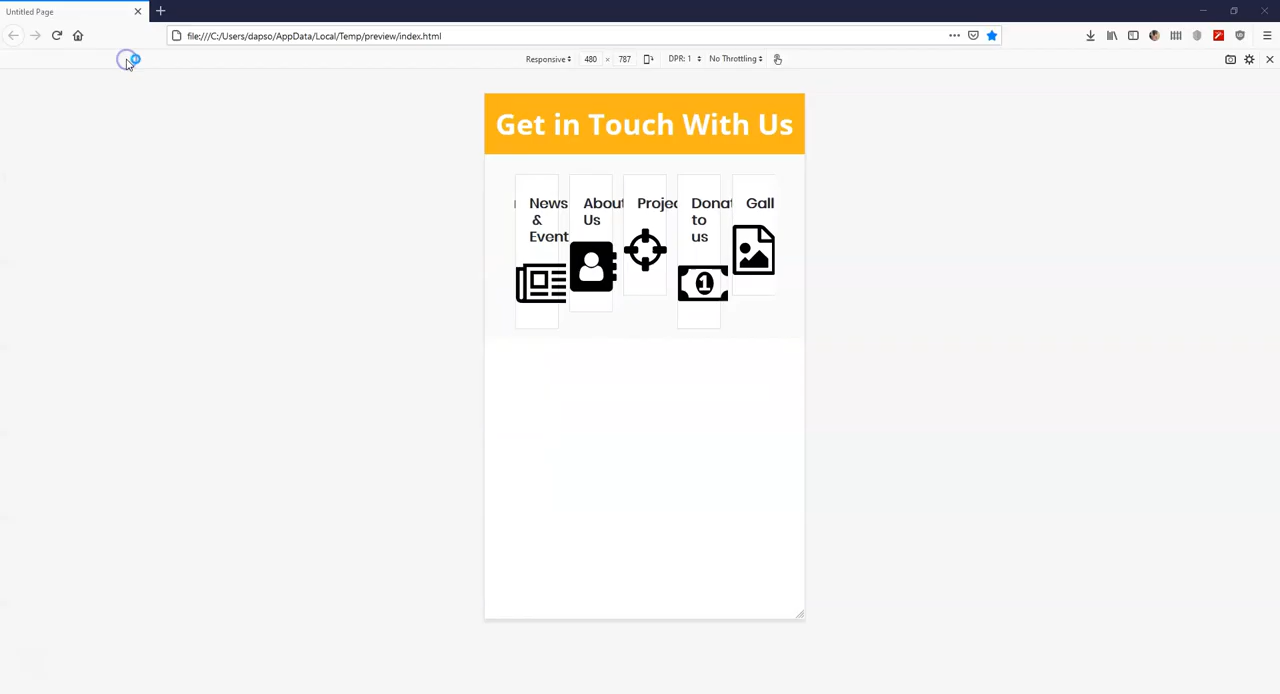 Untitled Page
file:///C:/Users/dapso/AppData/Local/Temp/preview/index.html
Responsive 480 × 787 DPR: 1 No Throttling
Get in Touch With Us
News
&
Event
About
Us
Projec
Donat
to
us
Gall
1